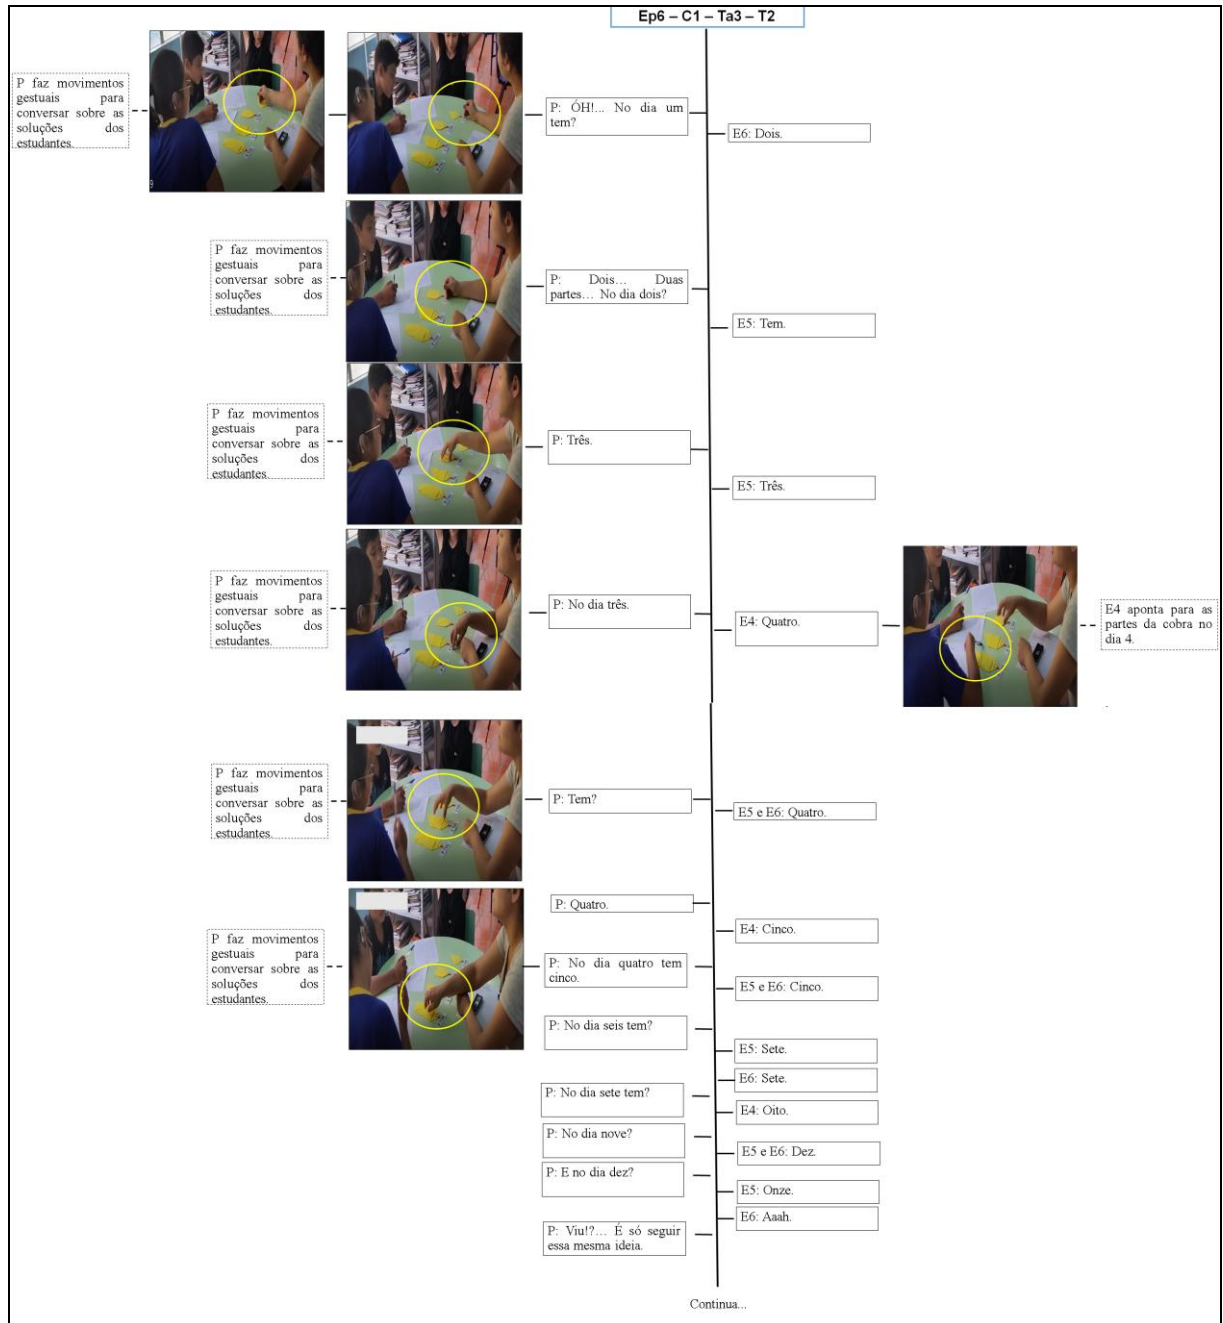 Ep6 – C1 – Ta3 – T2
P faz movimentos
gestuais para
conversar sobre as
soluções dos
estudantes.
P: ÓH!... No dia um
tem?
E6: Dois.
P faz movimentos
gestuais para
conversar sobre as
soluções dos
estudantes.
P: Dois... Duas
partes... No dia dois?
E5: Tem.
P faz movimentos
gestuais para
conversar sobre as
soluções dos
estudantes.
P: Três.
E5: Três.
P faz movimentos
gestuais para
conversar sobre as
soluções dos
estudantes.
P: No dia três.
E4: Quatro.
E4 aponta para as
partes da cobra no
dia 4.
P faz movimentos
gestuais para
conversar sobre as
soluções dos
estudantes.
P: Tem?
E5 e E6: Quatro.
P: Quatro.
E4: Cinco.
P faz movimentos
gestuais para
conversar sobre as
soluções dos
estudantes.
P: No dia quatro tem
cinco.
E5 e E6: Cinco.
P: No dia seis tem?
E5: Sete.
E6: Sete.
P: No dia sete tem?
E4: Oito.
P: No dia nove?
E5 e E6: Dez.
P: E no dia dez?
E5: Onze.
E6: Aaah.
P: Viu!?... É só seguir
essa mesma ideia.
Continua...